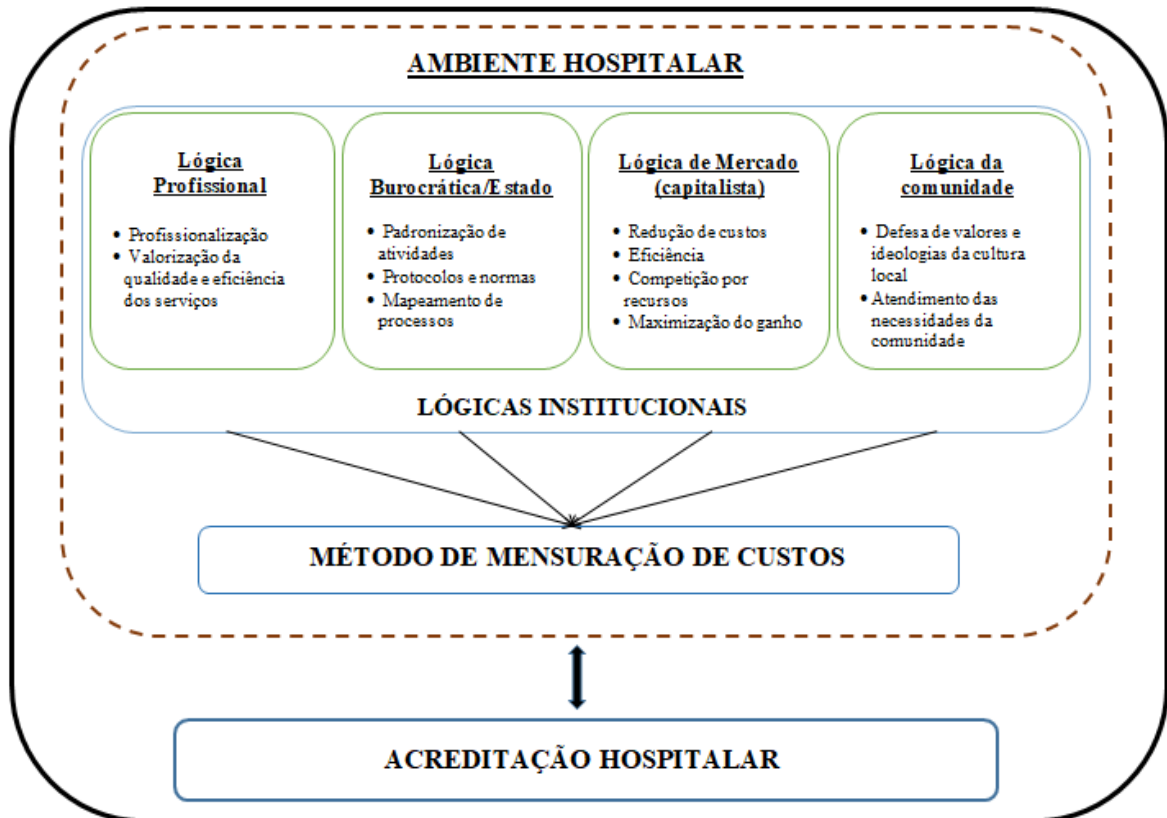 AMBIENTE HOSPITALAR
Lógica
Profissional
• Profissionalização
• Valorização da
qualidade e eficiência
dos serviços
Lógica
Burocrática/Estado
• Padronização de
atividades
• Protocolos e normas
• Mapeamento de
processos
Lógica de Mercado
(capitalista)
• Redução de custos
• Eficiência
• Competição por
recursos
• Maximização do ganho
Lógica da
comunidade
• Defesa de valores e
ideologias da cultura
local
• Atendimento das
necessidades da
comunidade
LÓGICAS INSTITUCIONAIS
MÉTODO DE MENSURAÇÃO DE CUSTOS
ACREDITAÇÃO HOSPITALAR